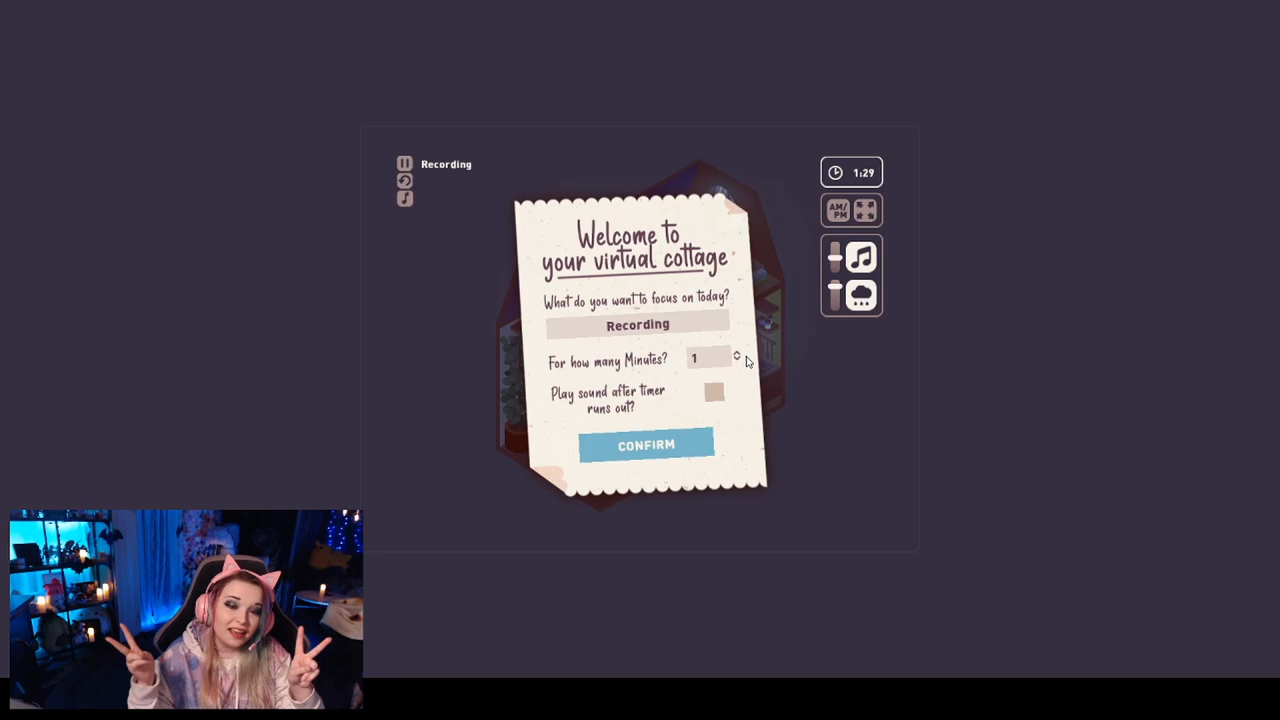 Recording
1:29
AM/
PM
Welcome to
your virtual cottage
What do you want to focus on today?
Recording
For how many Minutes?
1
Play sound after timer
runs out?
CONFIRM